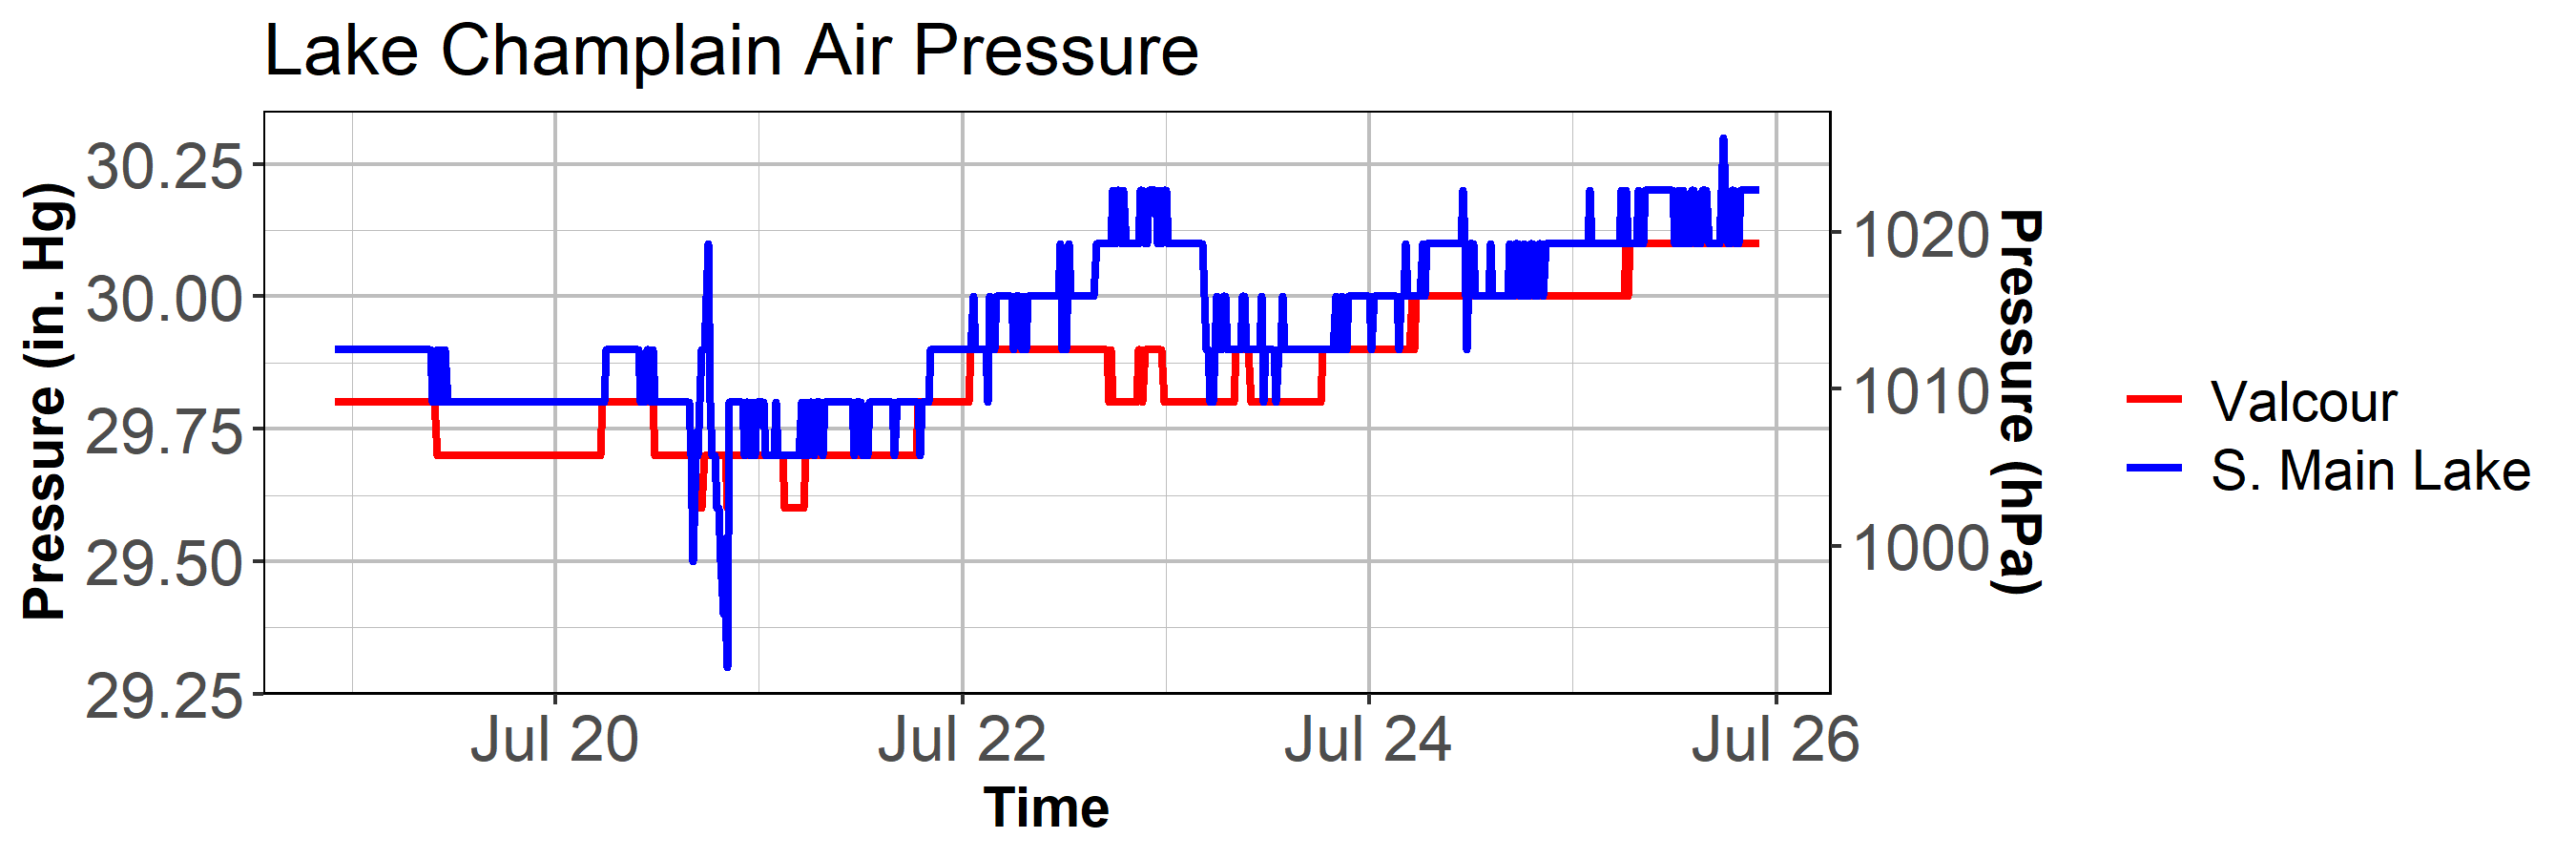 Lake Champlain Air Pressure
Pressure (in. Hg)
30.25
30.00
29.75
29.50
29.25
1020
1010
1000
Pressure (hPa)
Jul 20
Jul 22
Jul 24
Jul 26
Time
Valcour
S. Main Lake